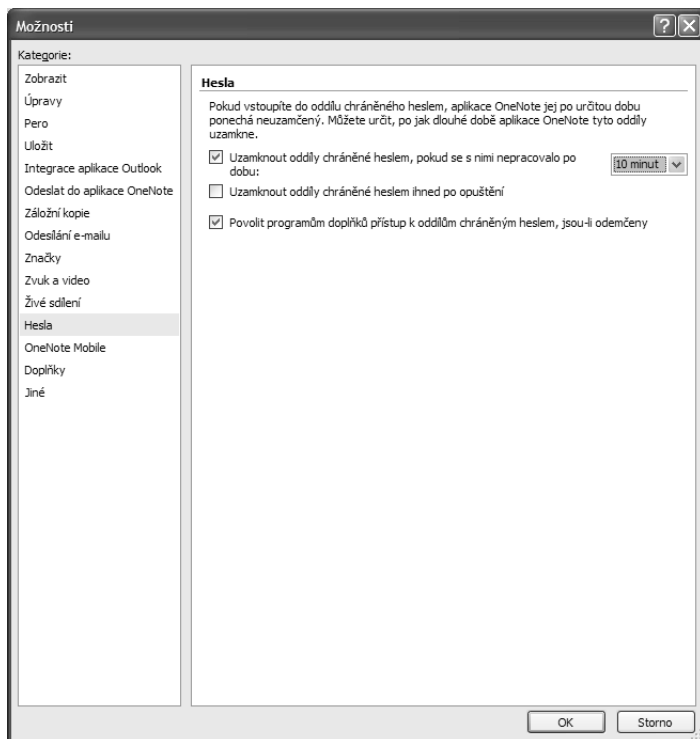 Možnosti
Kategorie:
Zobrazit
Úpravy
Pero
Uložit
Integrace aplikace Outlook
Odeslat do aplikace OneNote
Záložní kopie
Odesílání e-mailu
Značky
Zvuk a video
Živé sdílení
Hesla
OneNote Mobile
Doplňky
Jiné
Hesla
Pokud vstoupíte do oddílu chráněného heslem, aplikace OneNote jej po určitou dobu
ponechá neuzamčený. Můžete určit, po jak dlouhé době aplikace OneNote tyto oddíly
uzamkne.
Uzamknout oddíly chráněné heslem, pokud se s nimi nepracovalo po
dobu:
10 minut
Uzamknout oddíly chráněné heslem ihned po opuštění
Povolit programům doplňků přístup k oddílům chráněným heslem, jsou-li odemčeny
OK
Storno